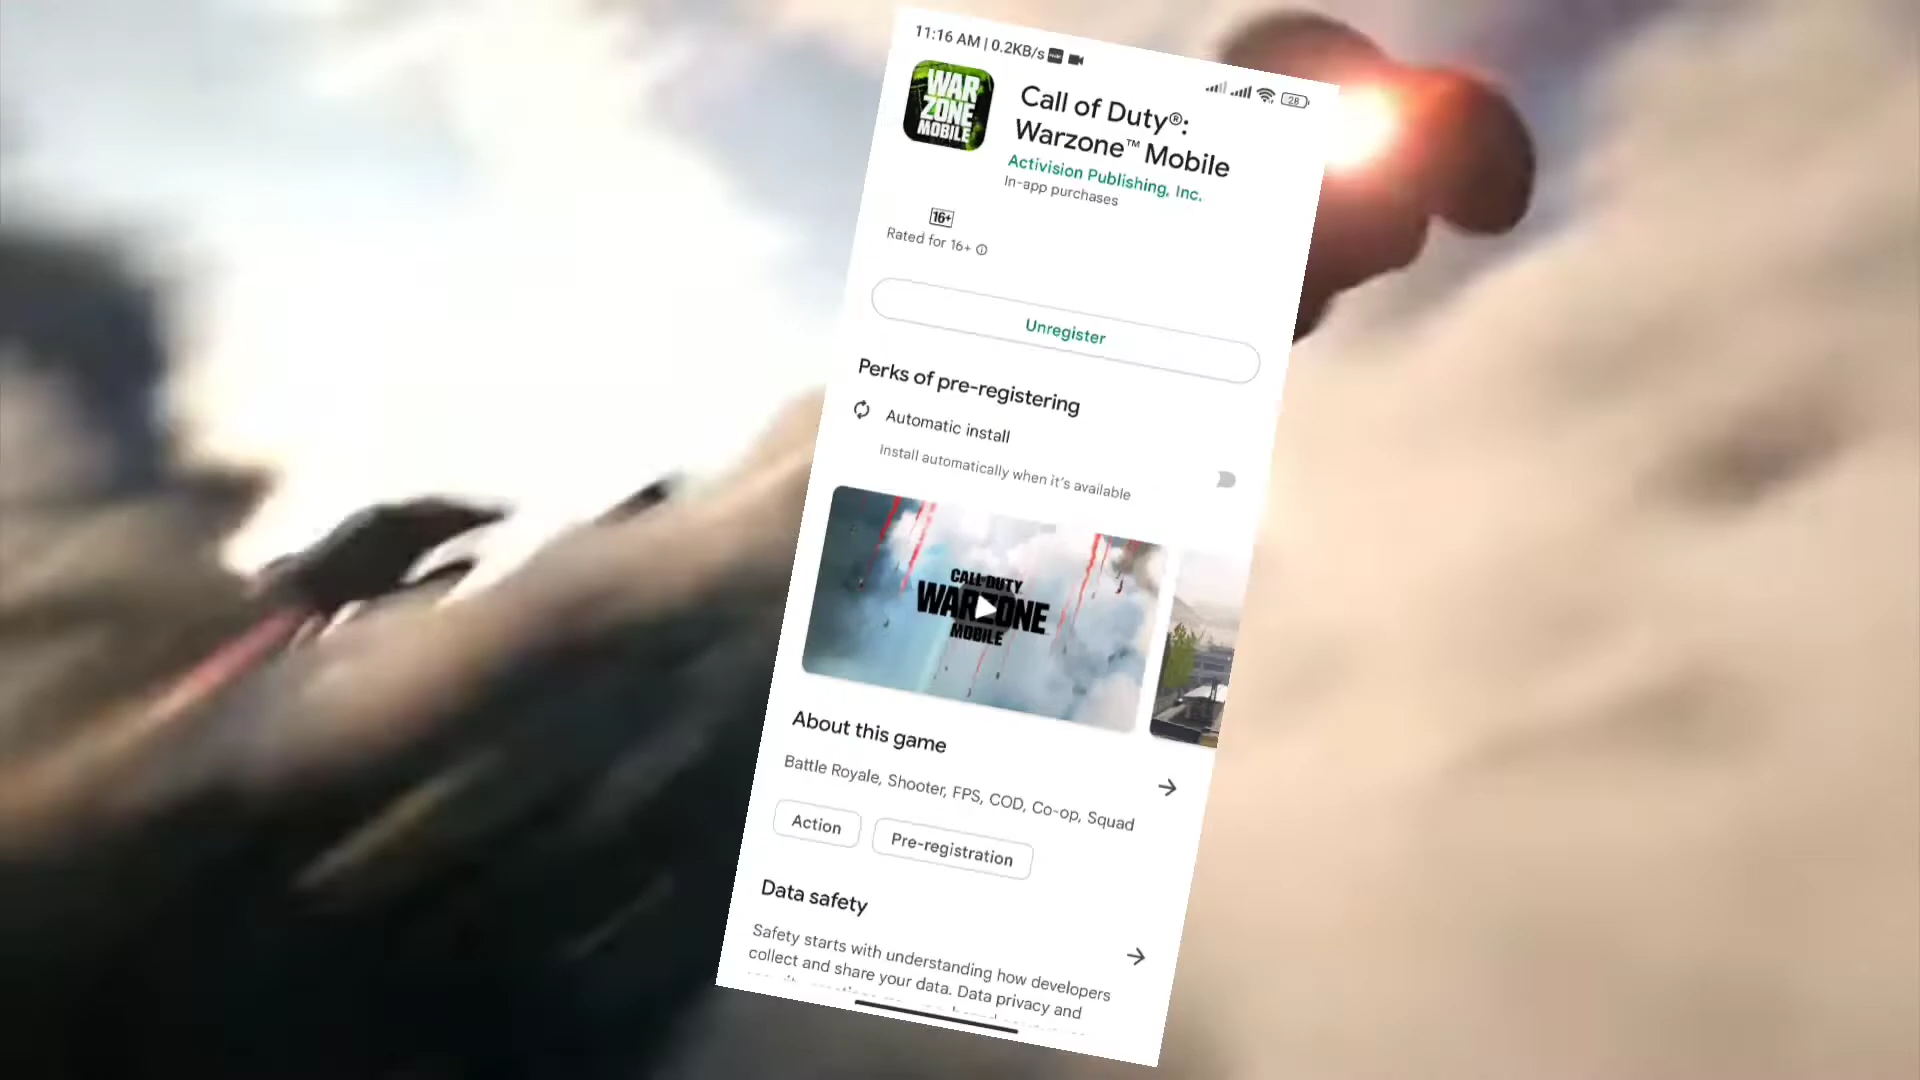 11:16 AM | 0.2KB/s
28
WAR
ZONE
MOBILE
Call of Duty®:
Warzone™ Mobile
Activision Publishing, Inc.
In-app purchases
16+
Rated for 16+
Unregister
Perks of pre-registering
Automatic install
Install automatically when it's available
CALL OF DUTY
WARZONE
MOBILE
About this game
Battle Royale, Shooter, FPS, COD, Co-op, Squad
Action
Pre-registration
Data safety
Safety starts with understanding how developers
collect and share your data. Data privacy and